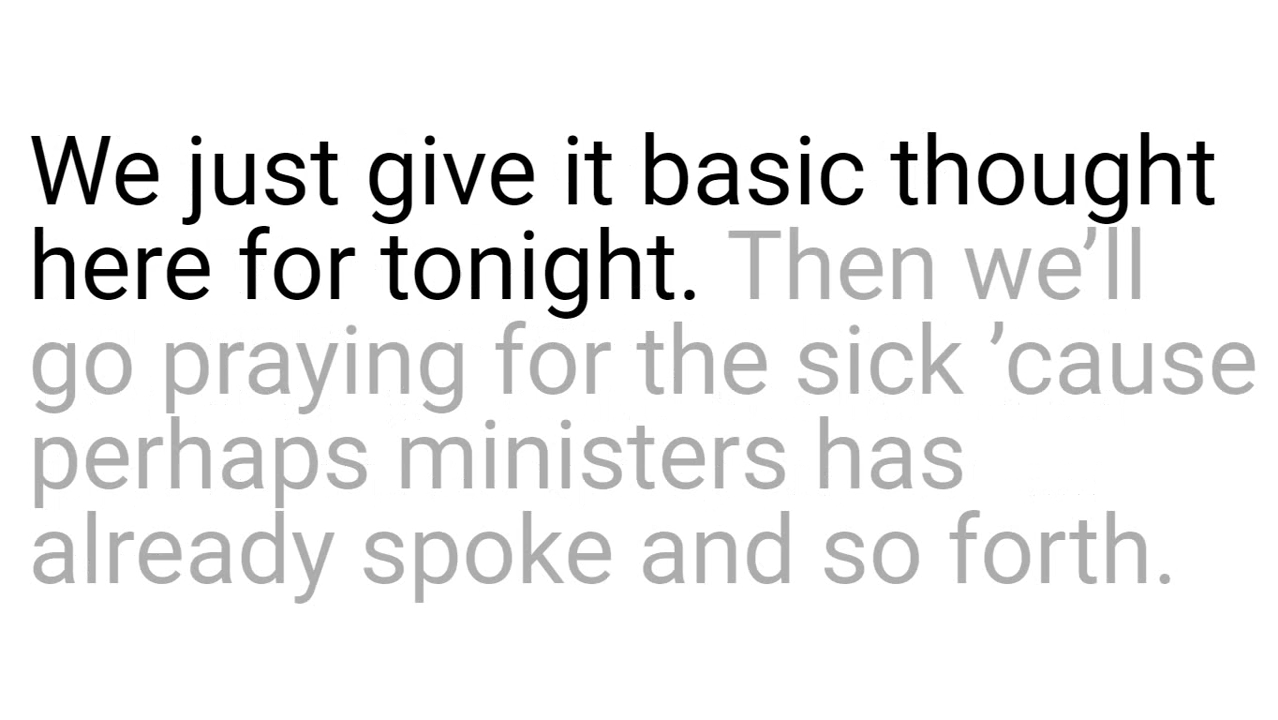 We just give it basic thought
here for tonight. Then we’ll
go praying for the sick ’cause
perhaps ministers has
already spoke and so forth.